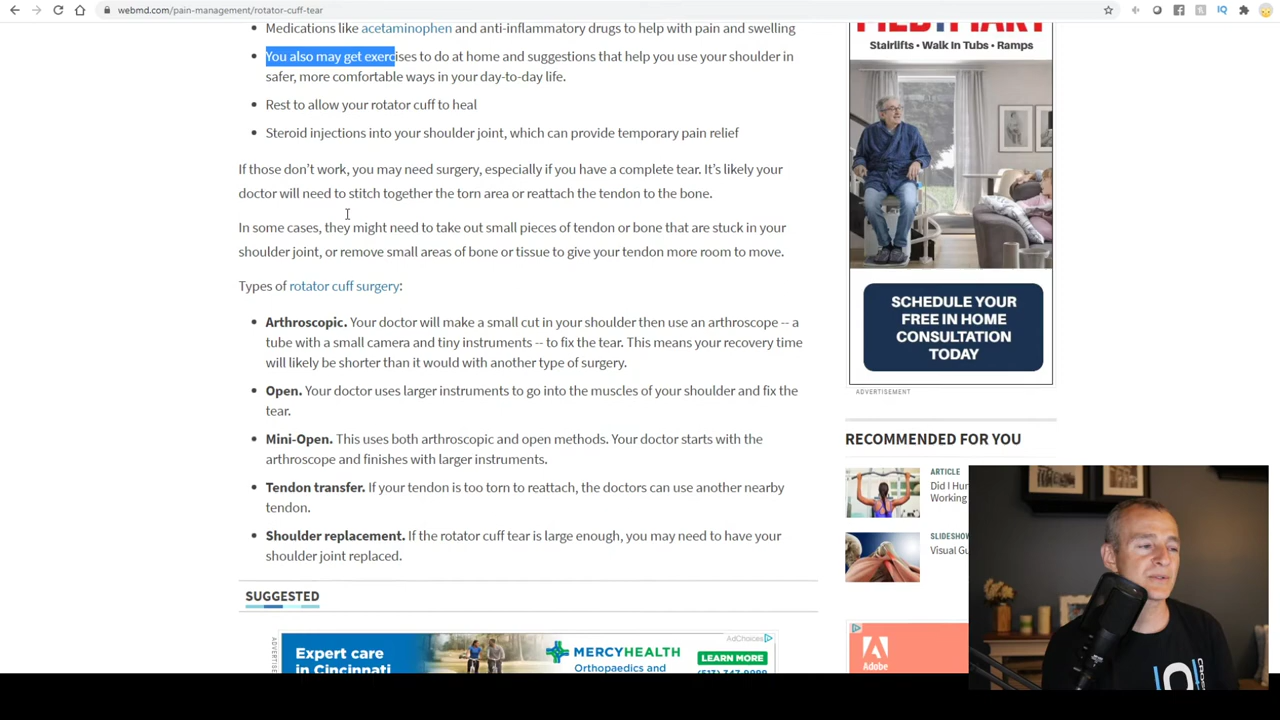 webmd.com/pain-management/rotator-cuff-tear
Medications like acetaminophen and anti-inflammatory drugs to help with pain and swelling
You also may get exercises to do at home and suggestions that help you use your shoulder in
safer, more comfortable ways in your day-to-day life.
Rest to allow your rotator cuff to heal
Steroid injections into your shoulder joint, which can provide temporary pain relief
If those don't work, you may need surgery, especially if you have a complete tear. It's likely your
doctor will need to stitch together the torn area or reattach the tendon to the bone.
In some cases, they might need to take out small pieces of tendon or bone that are stuck in your
shoulder joint, or remove small areas of bone or tissue to give your tendon more room to move.
Types of rotator cuff surgery:
Arthroscopic. Your doctor will make a small cut in your shoulder then use an arthroscope -- a
tube with a small camera and tiny instruments -- to fix the tear. This means your recovery time
will likely be shorter than it would with another type of surgery.
Open. Your doctor uses larger instruments to go into the muscles of your shoulder and fix the
tear.
Mini-Open. This uses both arthroscopic and open methods. Your doctor starts with the
arthroscope and finishes with larger instruments.
Tendon transfer. If your tendon is too torn to reattach, the doctors can use another nearby
tendon.
Shoulder replacement. If the rotator cuff tear is large enough, you may need to have your
shoulder joint replaced.
SUGGESTED
ADVERTISEMENT
Expert care
in Cincinnati
MERCYHEALTH
Orthopaedics and
AdChoices
LEARN MORE
Stairlifts • Walk In Tubs • Ramps
SCHEDULE YOUR
FREE IN HOME
CONSULTATION
TODAY
ADVERTISEMENT
RECOMMENDED FOR YOU
ARTICLE
Did I Hur
Working
SLIDESHOW
Visual Gu
Adobe